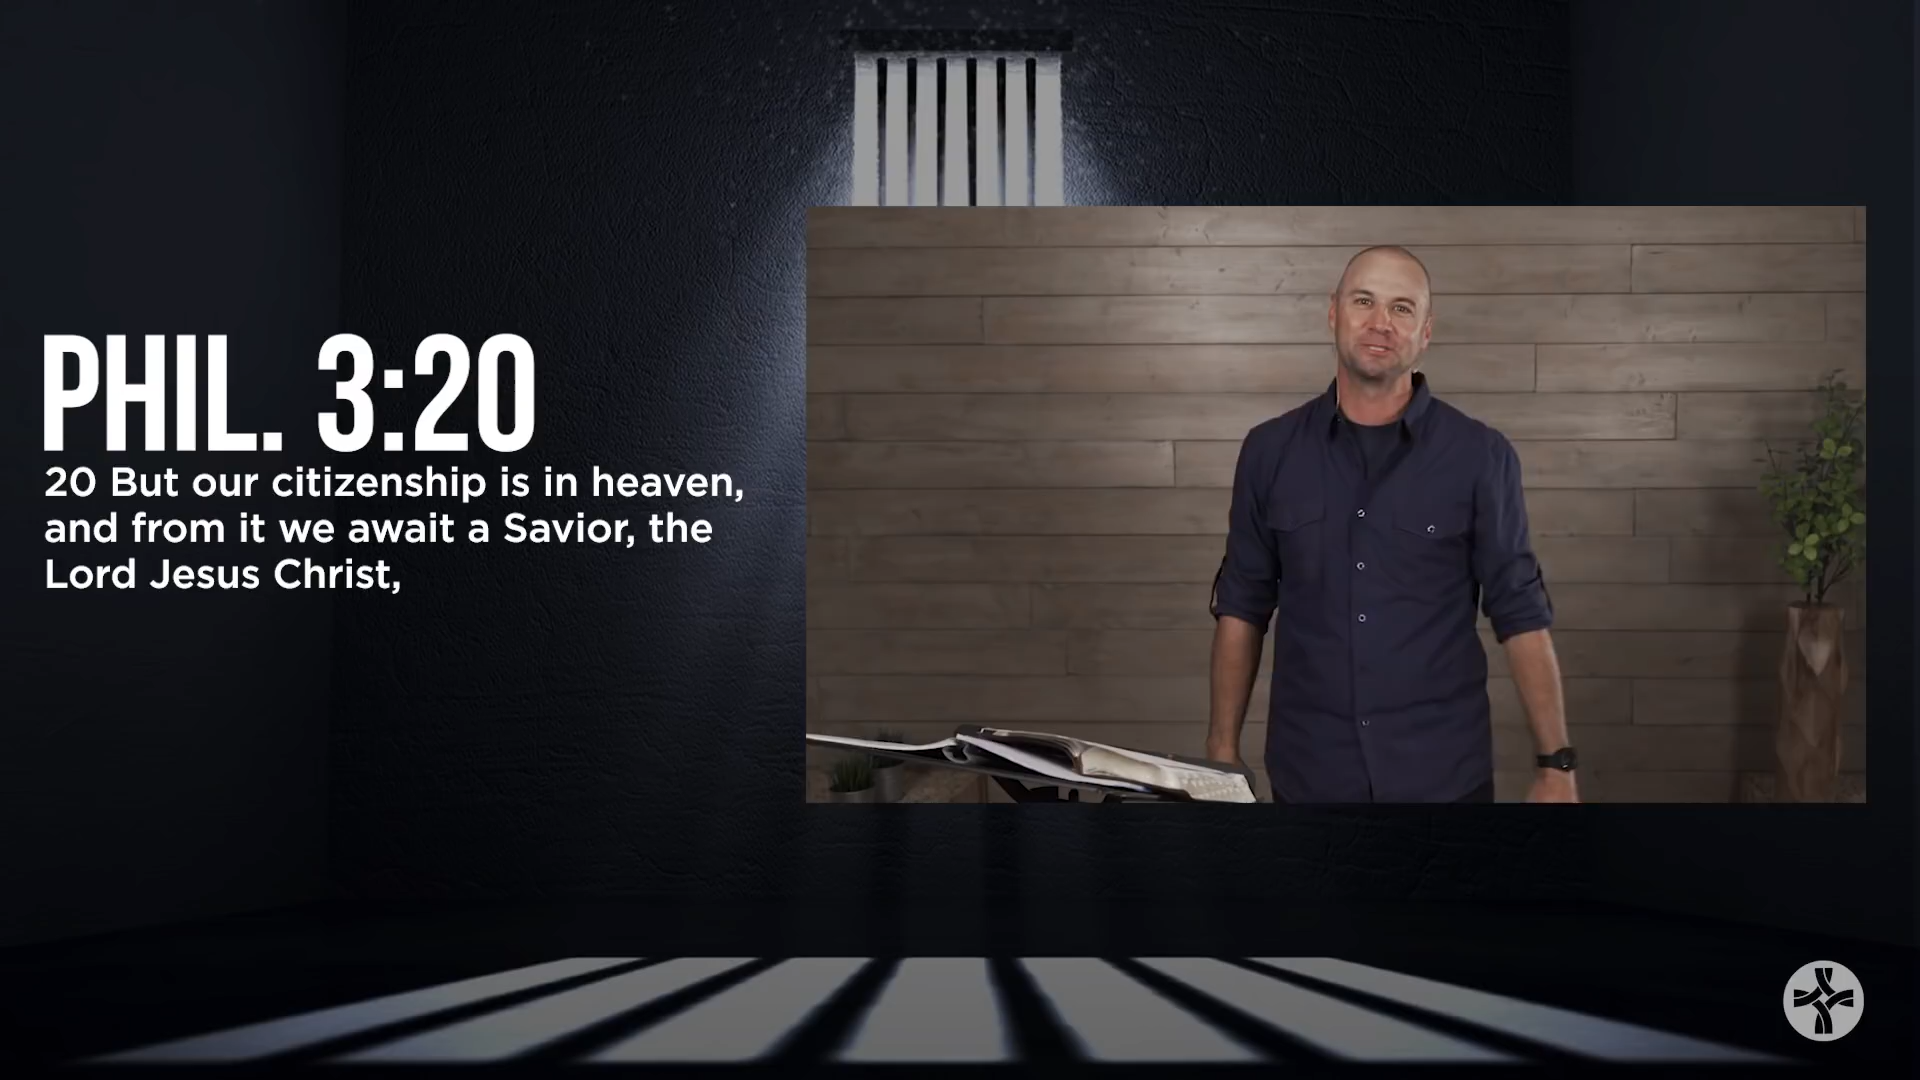 PHIL. 3:20
20 But our citizenship is in heaven,
and from it we await a Savior, the
Lord Jesus Christ,